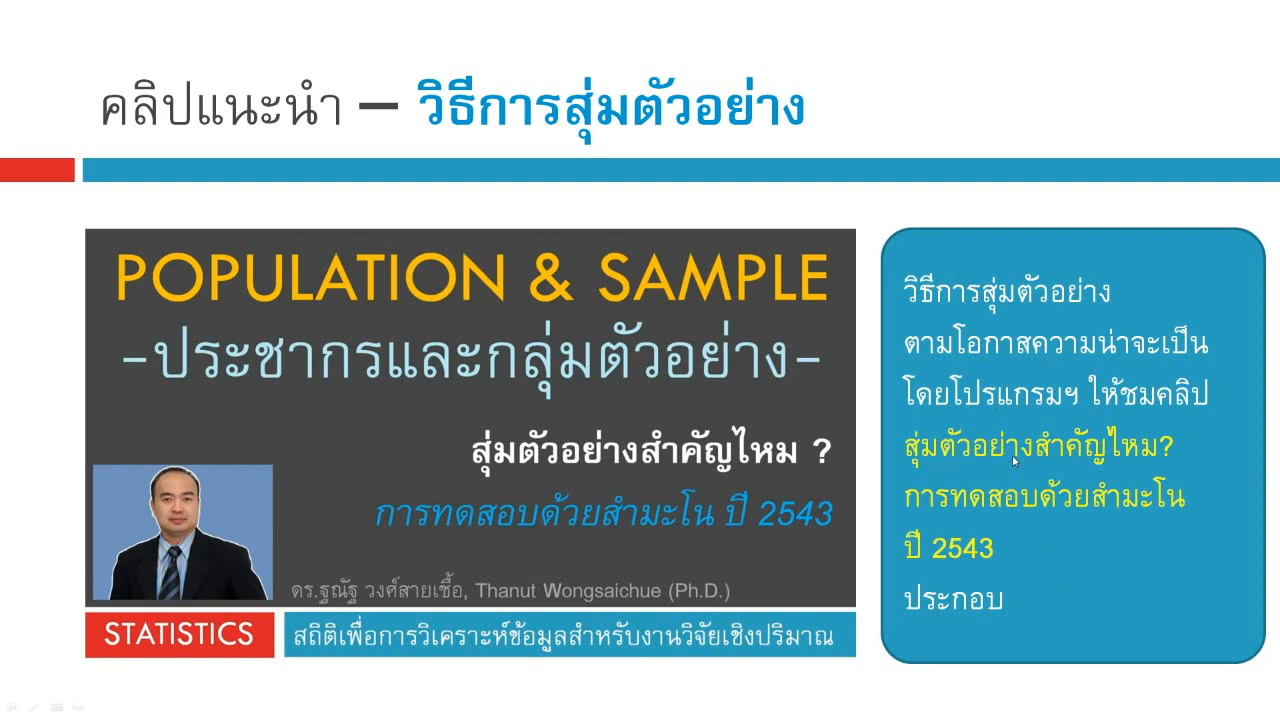 คลิปแนะนำ – วิธีการสุ่มตัวอย่าง
POPULATION & SAMPLE
-ประชากรและกลุ่มตัวอย่าง-
สุ่มตัวอย่างสำคัญไหม ?
การทดสอบด้วยสำมะโน ปี 2543
ดร.ฐณัฐ วงศ์สายเชื้อ, Thanut Wongsaichue (Ph.D.)
STATISTICS
สถิติเพื่อการวิเคราะห์ข้อมูลสำหรับงานวิจัยเชิงปริมาณ
วิธีการสุ่มตัวอย่าง
ตามโอกาสความน่าจะเป็น
โดยโปรแกรมฯ ให้ชมคลิป
สุ่มตัวอย่างสำคัญไหม?
การทดสอบด้วยสำมะโน
ปี 2543
ประกอบ